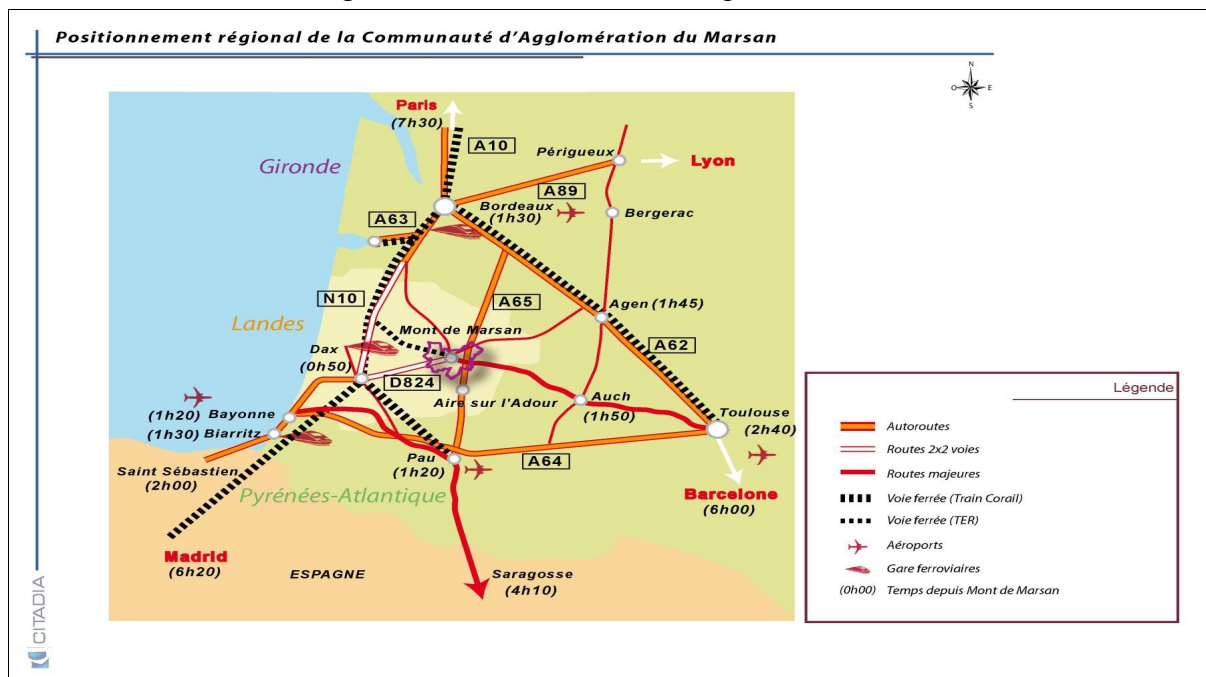 Positionnement régional de la Communauté d'Agglomération du Marsan
N
O
E
S
Paris
(7h30)
A10
Périgueux
Lyon
Gironde
A89
Bordeaux
(1h30)
Bergerac
A63
N10
A65
Agen (1h45)
Landes
Mont de Marsan
A62
Dax
(0h50)
D824
Aire sur l'Adour
Auch
(1h50)
Toulouse
(2h40)
(1h20) Bayonne
(1h30) Biarritz
Saint Sébastien
(2h00)
Pau
(1h20)
A64
Pyrénées-Atlantique
Barcelone
(6h00)
Madrid
(6h20)
ESPAGNE
Saragosse
(4h10)
Légende
Autoroutes
Routes 2x2 voies
Routes majeures
Voie ferrée (Train Corail)
Voie ferrée (TER)
Aéroports
Gare ferroviaires
(0h00) Temps depuis Mont de Marsan
CITADIA